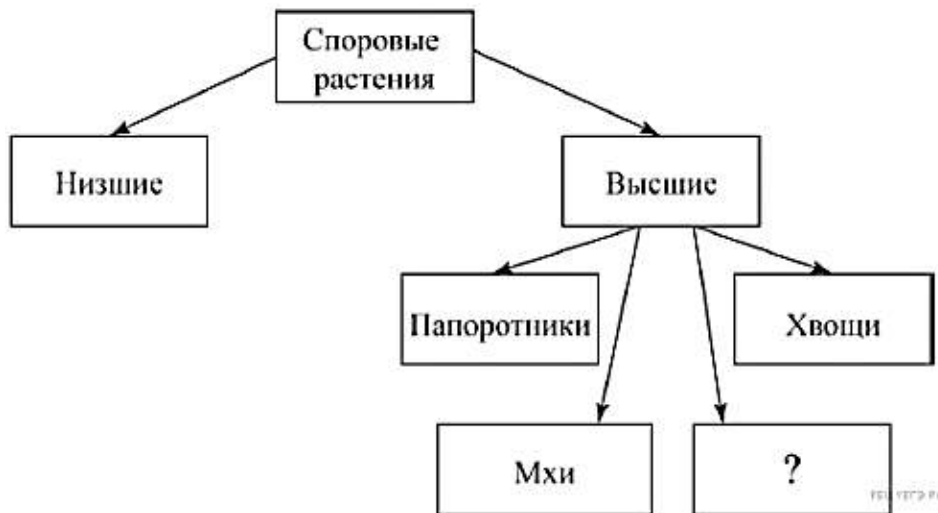 Споровые
растения
Низшие
Высшие
Папоротники
Хвощи
Мхи
?